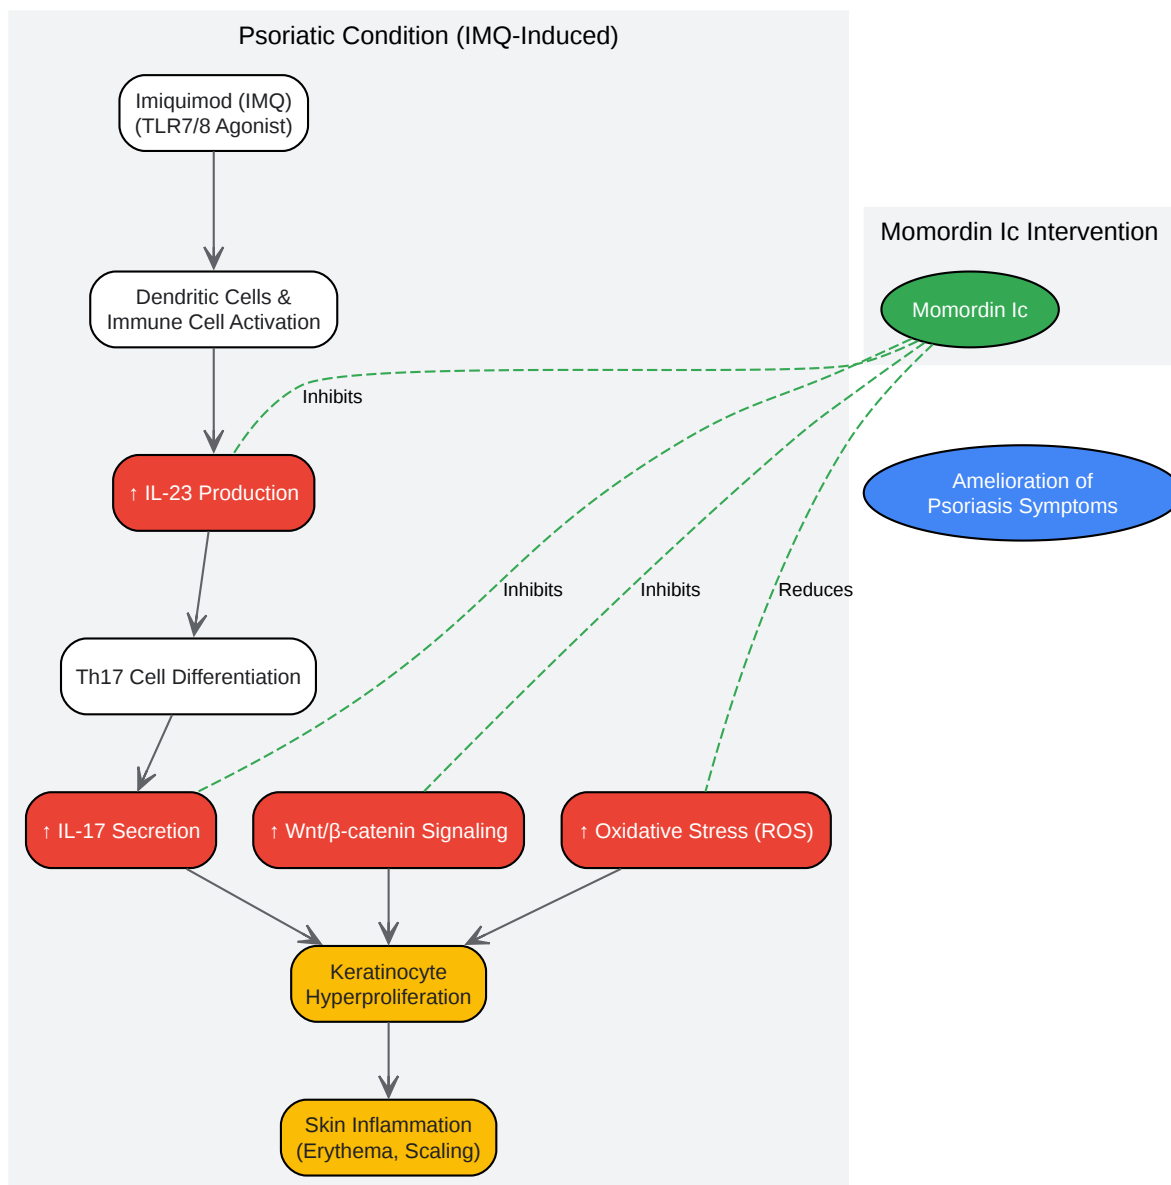 Psoriatic Condition (IMQ-Induced)
Imiquimod (IMQ)
(TLR7/8 Agonist)
Momordin Ic Intervention
Dendritic Cells &
Immune Cell Activation
Momordin Ic
Inhibits
↑ IL-23 Production
Amelioration of
Psoriasis Symptoms
Inhibits
Inhibits
Reduces
Th17 Cell Differentiation
↑ IL-17 Secretion
↑ Wnt/β-catenin Signaling
↑ Oxidative Stress (ROS)
Keratinocyte
Hyperproliferation
Skin Inflammation
(Erythema, Scaling)